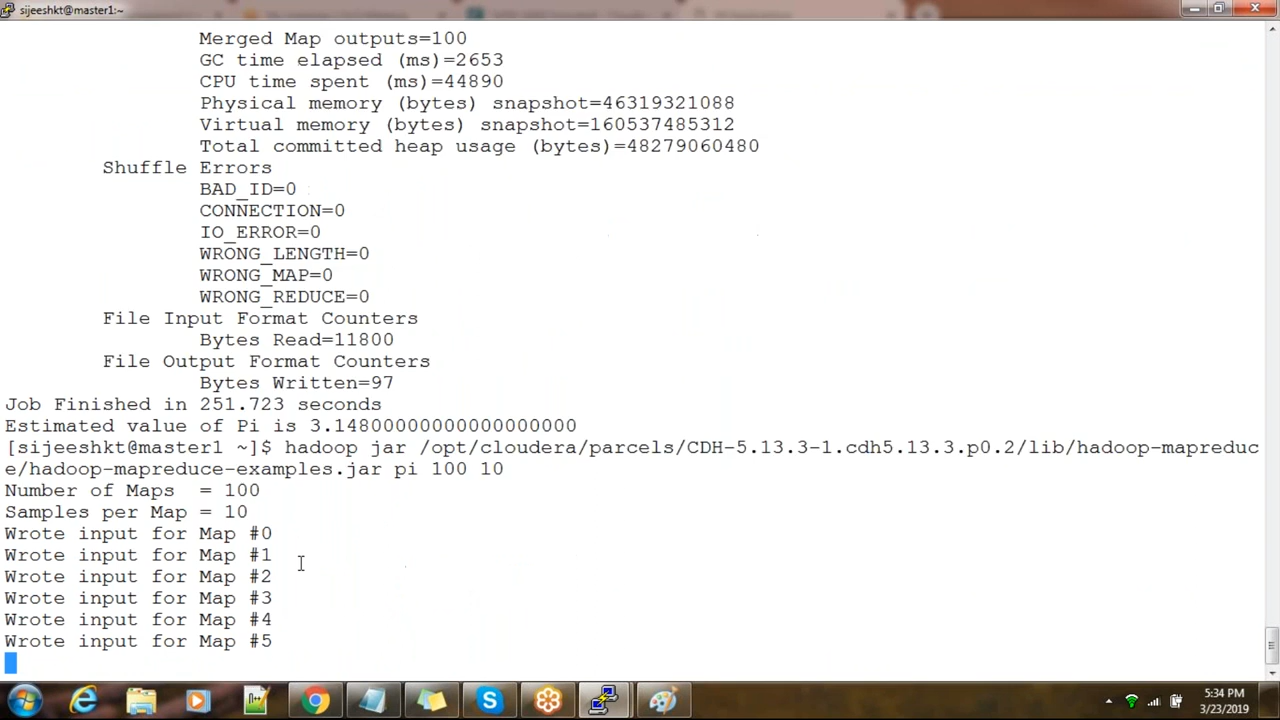 sijeeshkt@master1:~
Merged Map outputs=100
GC time elapsed (ms)=2653
CPU time spent (ms)=44890
Physical memory (bytes) snapshot=46319321088
Virtual memory (bytes) snapshot=160537485312
Total committed heap usage (bytes)=48279060480
Shuffle Errors
BAD_ID=0
CONNECTION=0
IO_ERROR=0
WRONG_LENGTH=0
WRONG_MAP=0
WRONG_REDUCE=0
File Input Format Counters
Bytes Read=11800
File Output Format Counters
Bytes Written=97
Job Finished in 251.723 seconds
Estimated value of Pi is 3.14800000000000000000
[sijeeshkt@master1 ~]$ hadoop jar /opt/cloudera/parcels/CDH-5.13.3-1.cdh5.13.3.p0.2/lib/hadoop-mapreduc
e/hadoop-mapreduce-examples.jar pi 100 10
Number of Maps  = 100
Samples per Map = 10
Wrote input for Map #0
Wrote input for Map #1
Wrote input for Map #2
Wrote input for Map #3
Wrote input for Map #4
Wrote input for Map #5
5:34 PM
3/23/2019